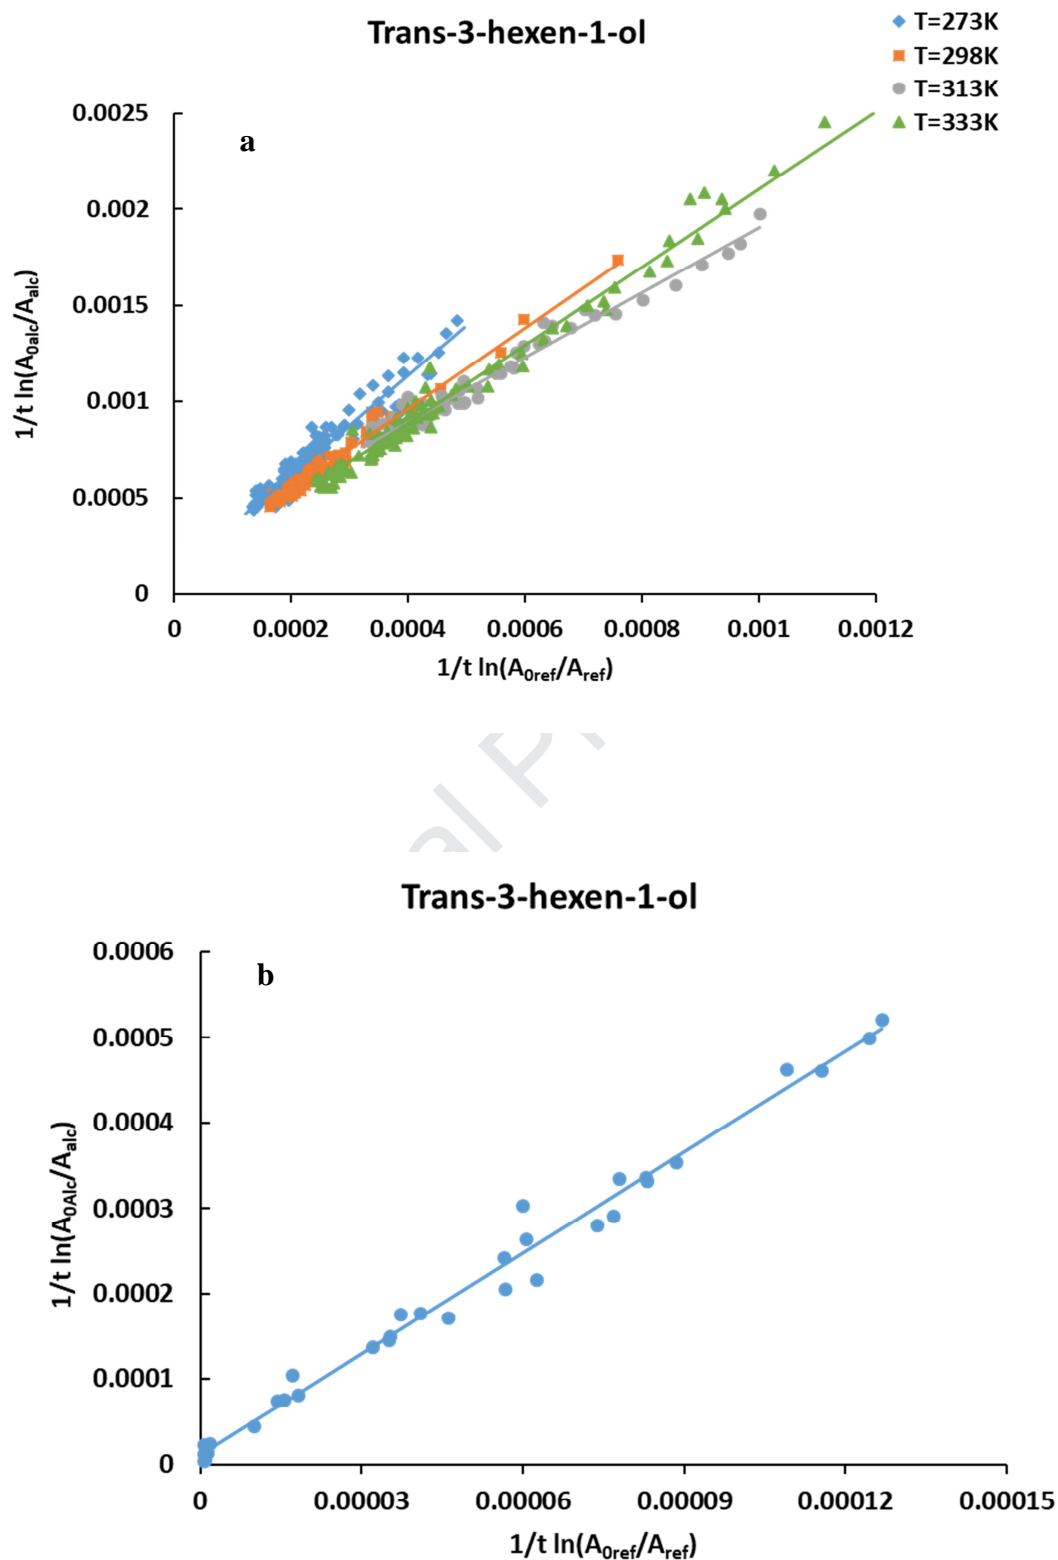 Trans-3-hexen-1-ol
T=273K
T=298K
T=313K
T=333K
a
0.0025
0.002
0.0015
0.001
0.0005
0
1/t ln(A0alc/Aalc)
0 0.0002 0.0004 0.0006 0.0008 0.001 0.0012
1/t ln(A0ref/Aref)
al P
Trans-3-hexen-1-ol
b
0.0006
0.0005
0.0004
0.0003
0.0002
0.0001
0
1/t ln(A0Alc/Aalc)
0 0.00003 0.00006 0.00009 0.00012 0.00015
1/t ln(A0ref/Aref)